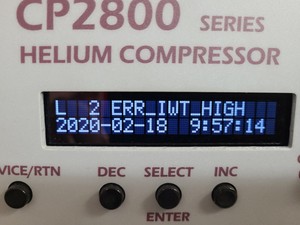 CP2800 SERIES
HELIUM COMPRESSOR
L 2 ERR_IWT_HIGH
2020-02-18 9:57:14
VICE/RTN DEC SELECT INC
ENTER